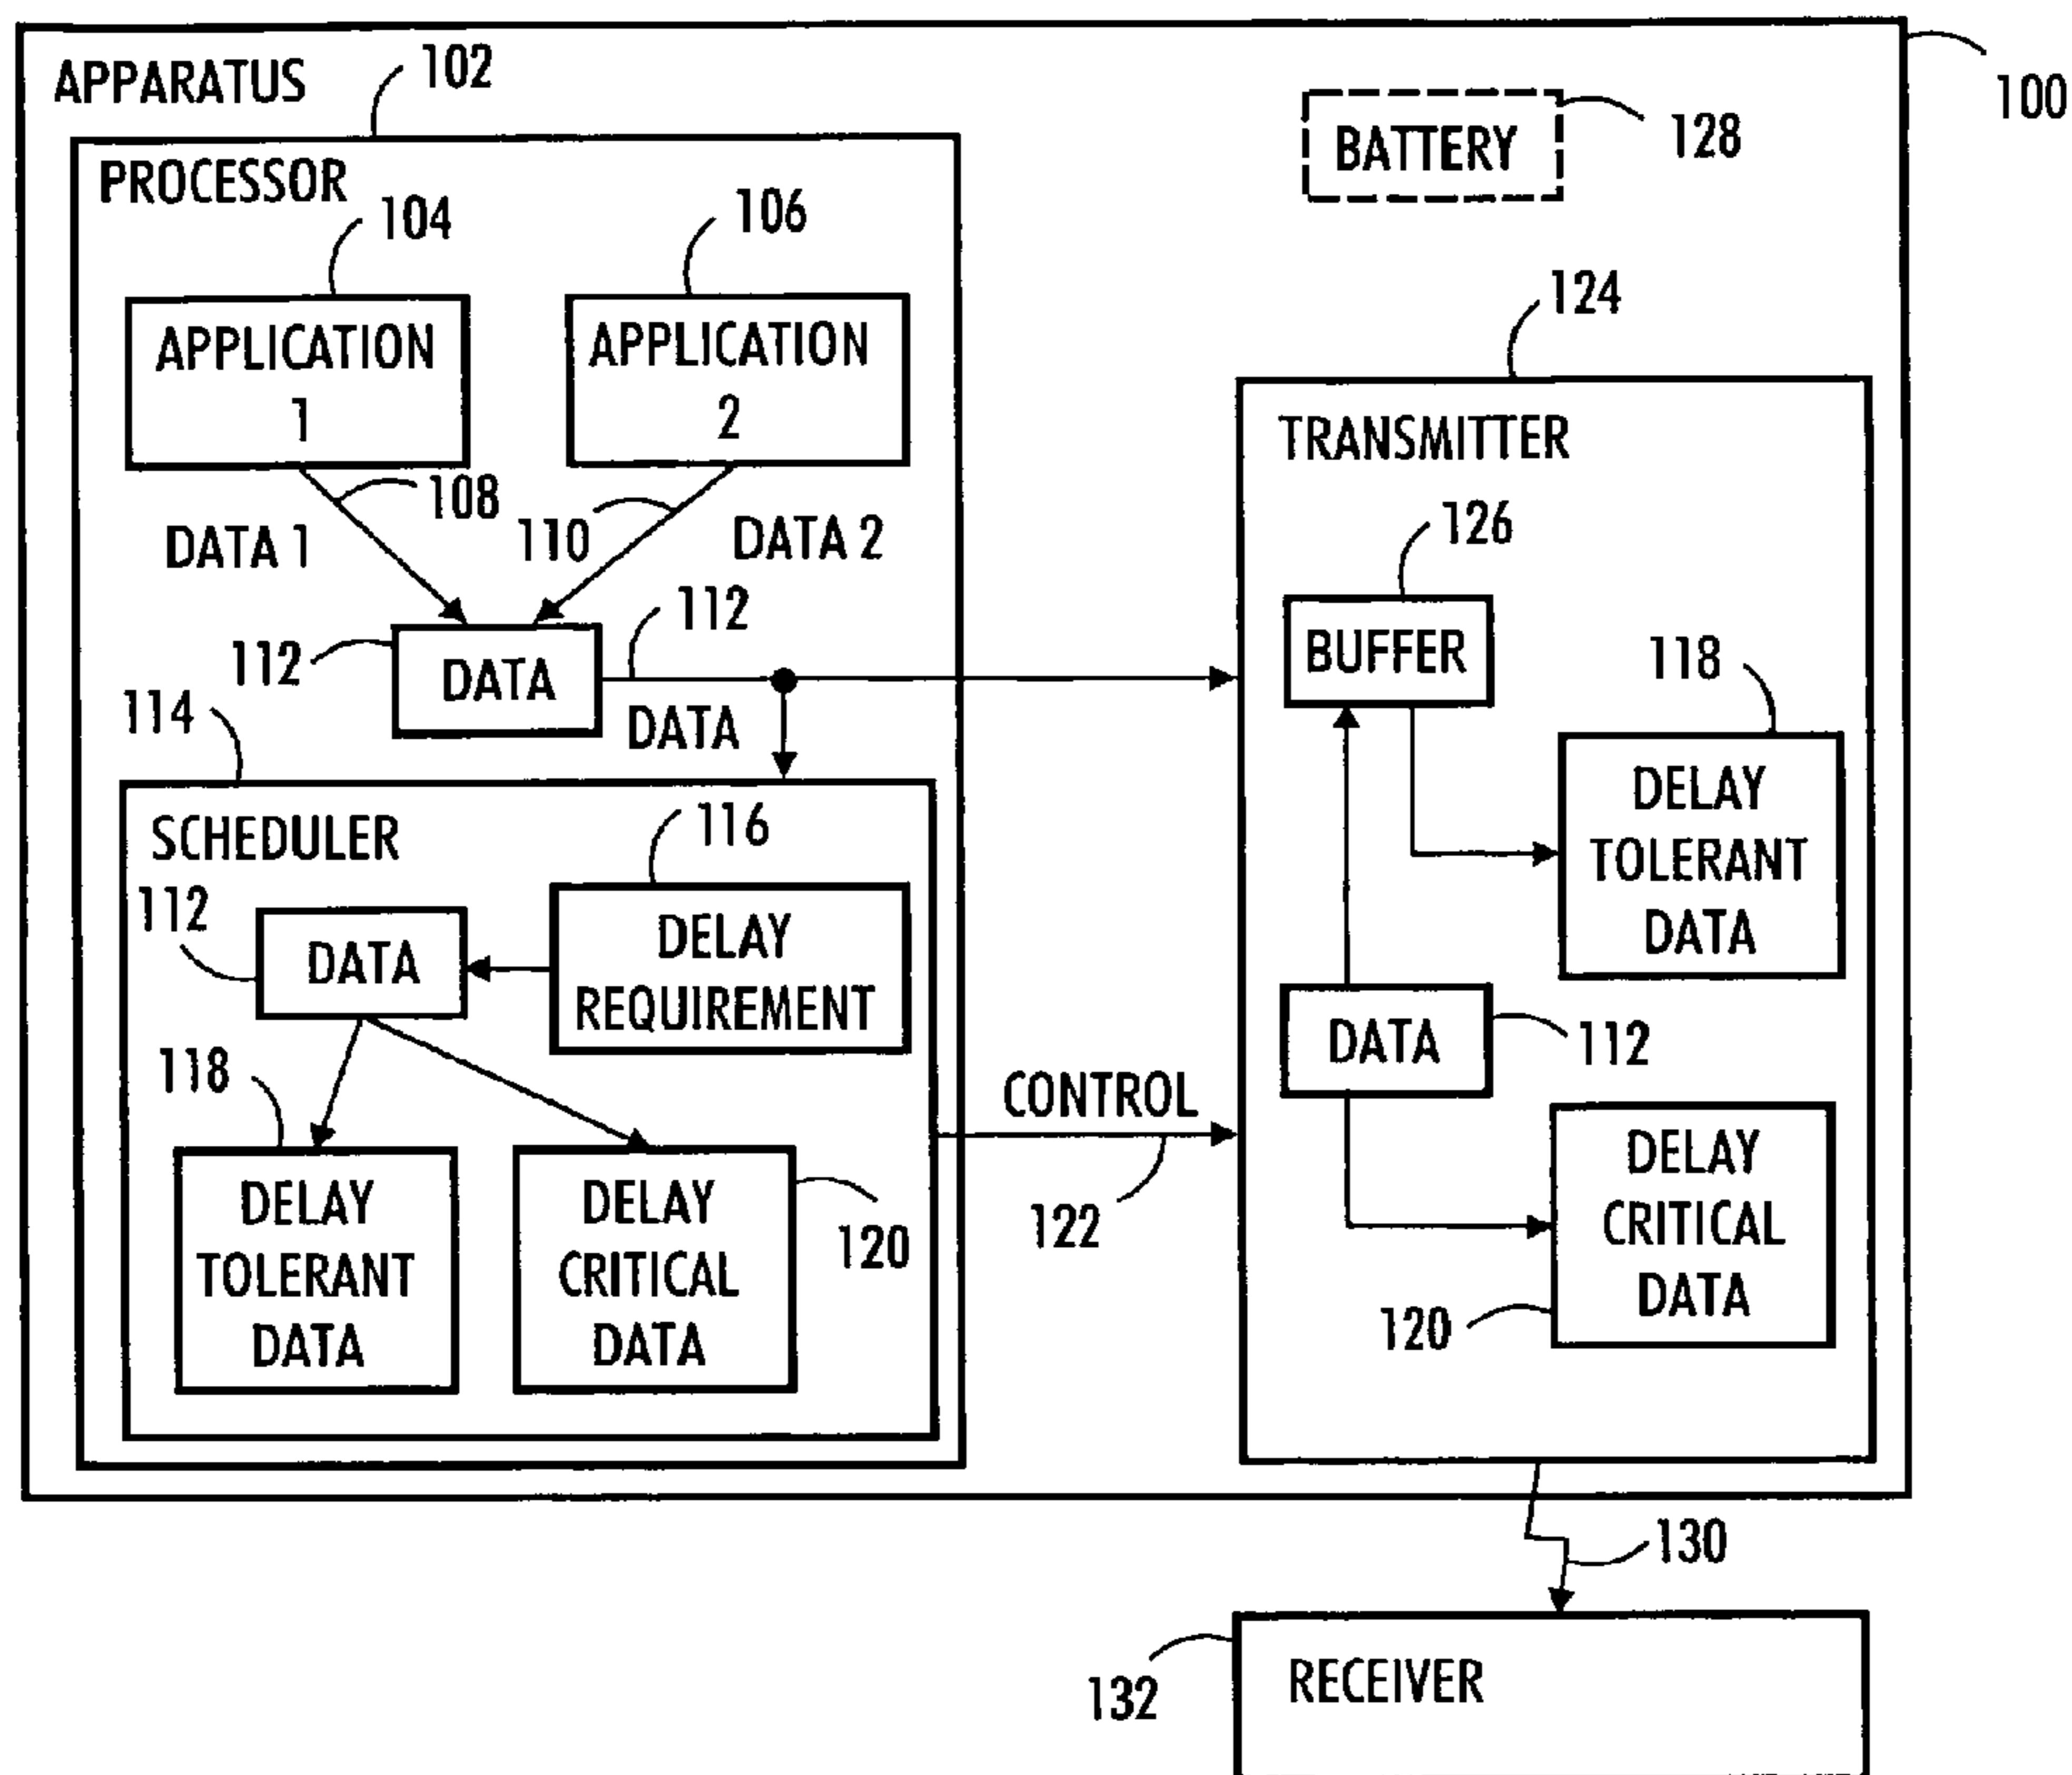 APPARATUS
102
100
BATTERY
128
PROCESSOR
104
106
APPLICATION
1
APPLICATION
2
124
TRANSMITTER
108
110
DATA 1
DATA 2
126
BUFFER
112
112
DATA
DATA
118
DELAY
TOLERANT
DATA
114
SCHEDULER
116
112
DATA
DELAY
REQUIREMENT
DATA
112
118
CONTROL
122
DELAY
TOLERANT
DATA
DELAY
CRITICAL
DATA
120
DELAY
CRITICAL
DATA
120
130
132
RECEIVER